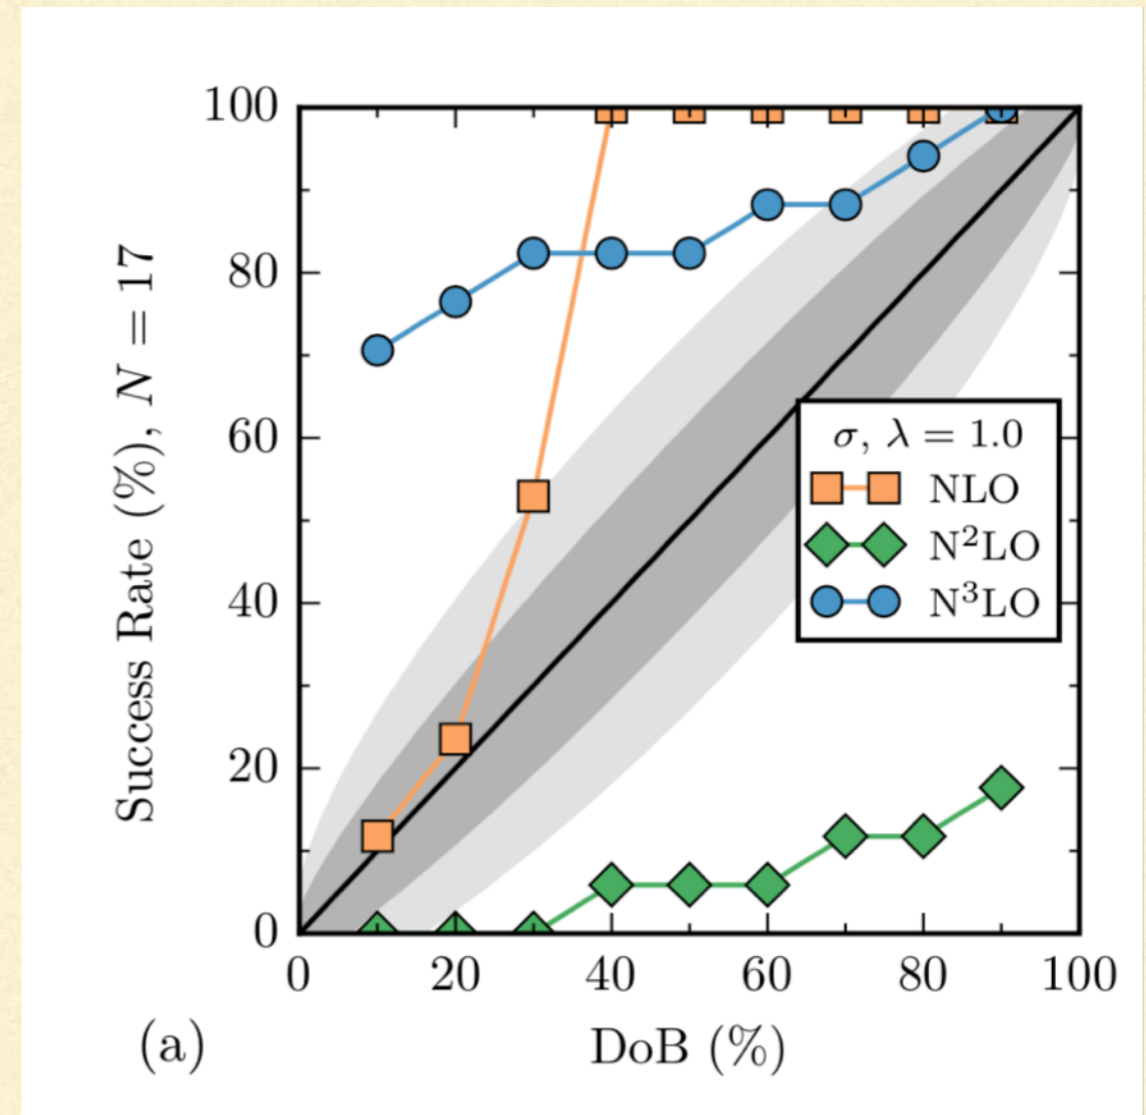 Success Rate (%), N = 17
100
80
60
40
20
0
σ, λ = 1.0
NLO
N²LO
N³LO
0 20 40 60 80 100
(a)
DoB (%)